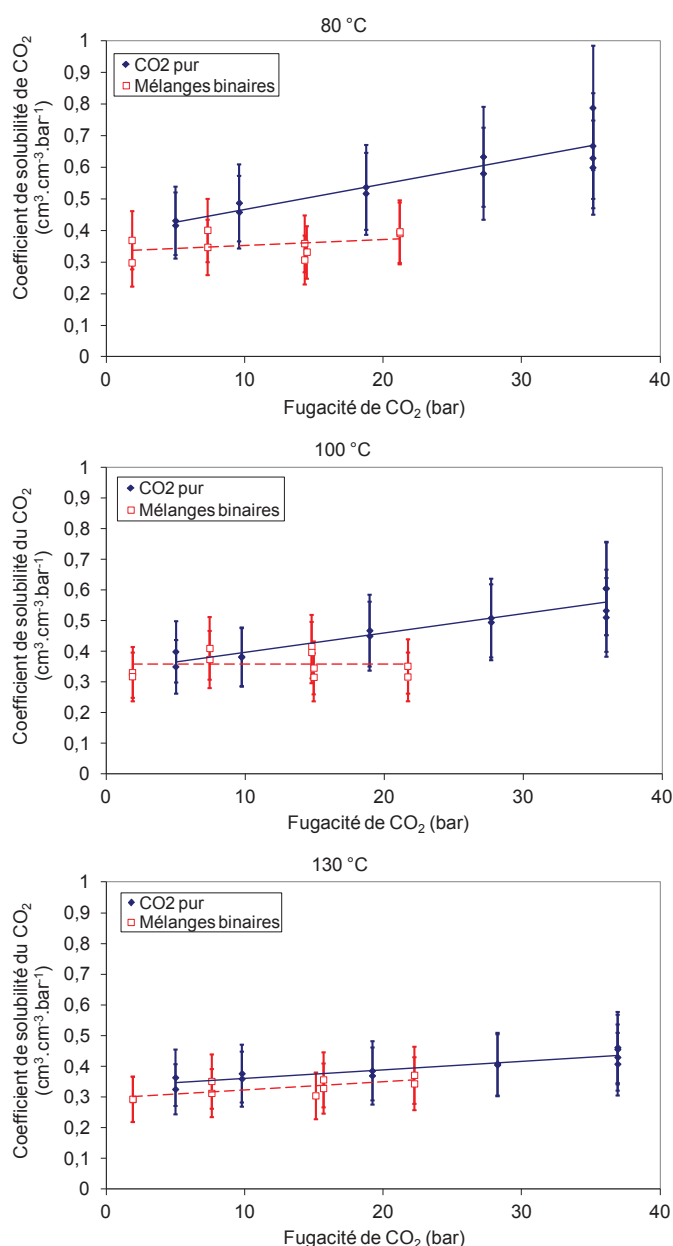 80 °C
CO2 pur
Mélanges binaires
Coefficient de solubilité de CO₂
(cm³.cm⁻³.bar⁻¹)
1
0,9
0,8
0,7
0,6
0,5
0,4
0,3
0,2
0,1
0
0 10 20 30 40
Fugacité de CO₂ (bar)
100 °C
CO2 pur
Mélanges binaires
Coefficient de solubilité du CO₂
(cm³.cm⁻³.bar⁻¹)
1
0,9
0,8
0,7
0,6
0,5
0,4
0,3
0,2
0,1
0
0 10 20 30 40
Fugacité de CO₂ (bar)
130 °C
CO2 pur
Mélanges binaires
Coefficient de solubilité du CO₂
(cm³.cm⁻³.bar⁻¹)
1
0,9
0,8
0,7
0,6
0,5
0,4
0,3
0,2
0,1
0
0 10 20 30 40
Fugacité de CO₂ (bar)